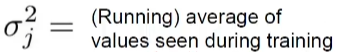 σ_j^2 = (Running) average of
values seen during training